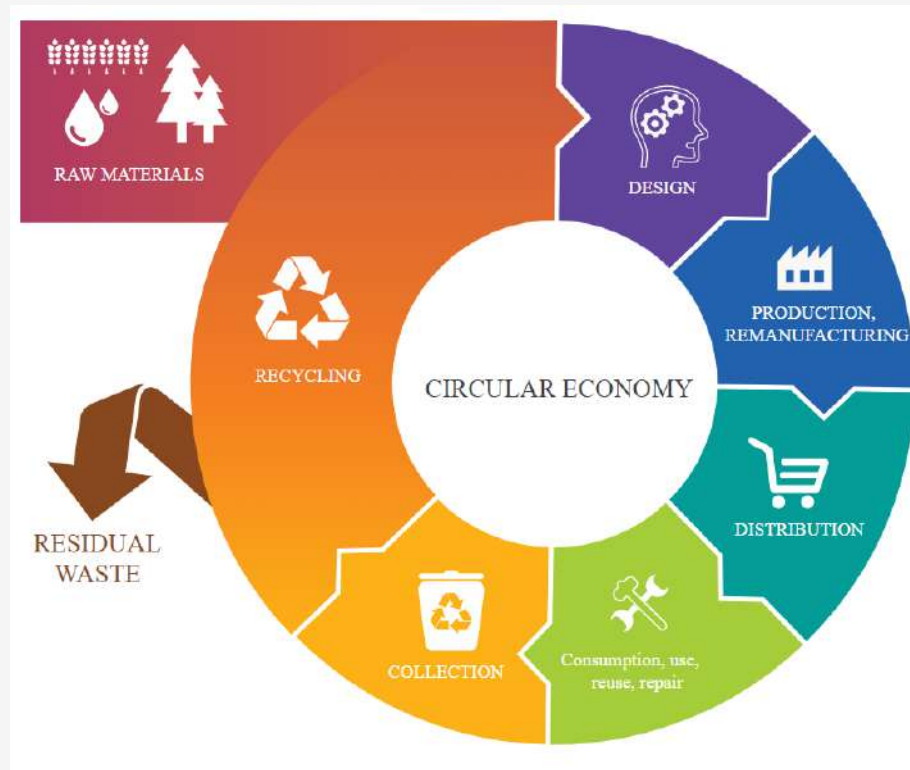 RAW MATERIALS
DESIGN
PRODUCTION,
REMANUFACTURING
RECYCLING
CIRCULAR ECONOMY
DISTRIBUTION
RESIDUAL
WASTE
COLLECTION
Consumption, use,
reuse, repair